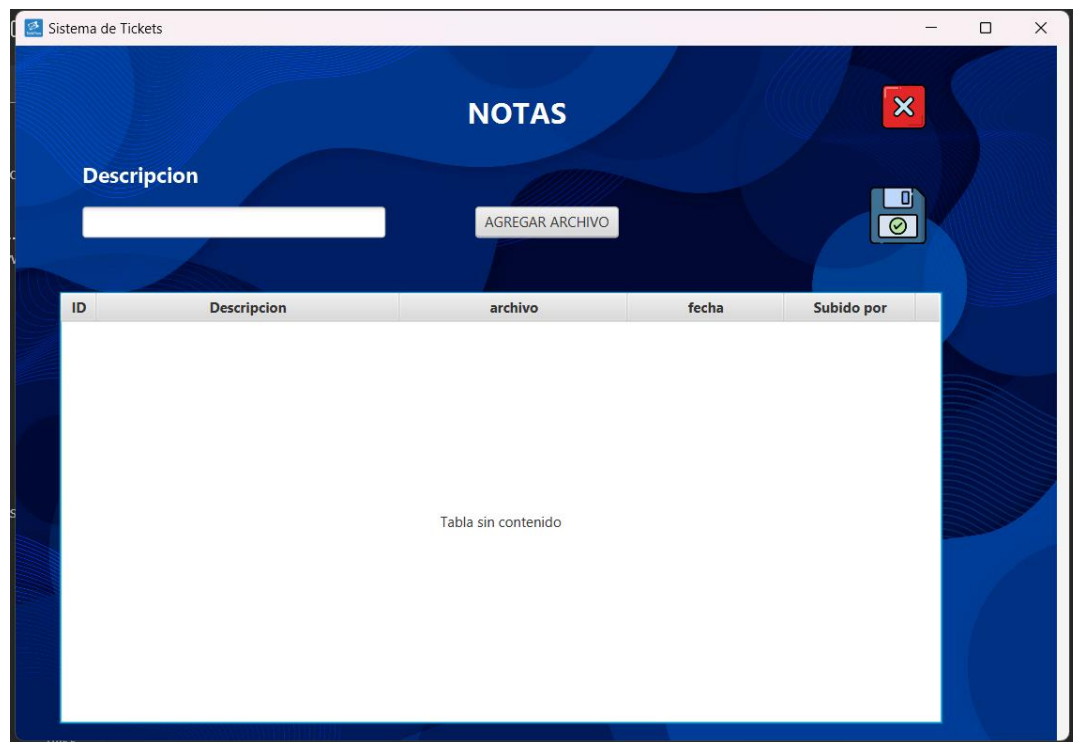 Sistema de Tickets
NOTAS
Descripcion
AGREGAR ARCHIVO
ID Descripcion archivo fecha Subido por
Tabla sin contenido